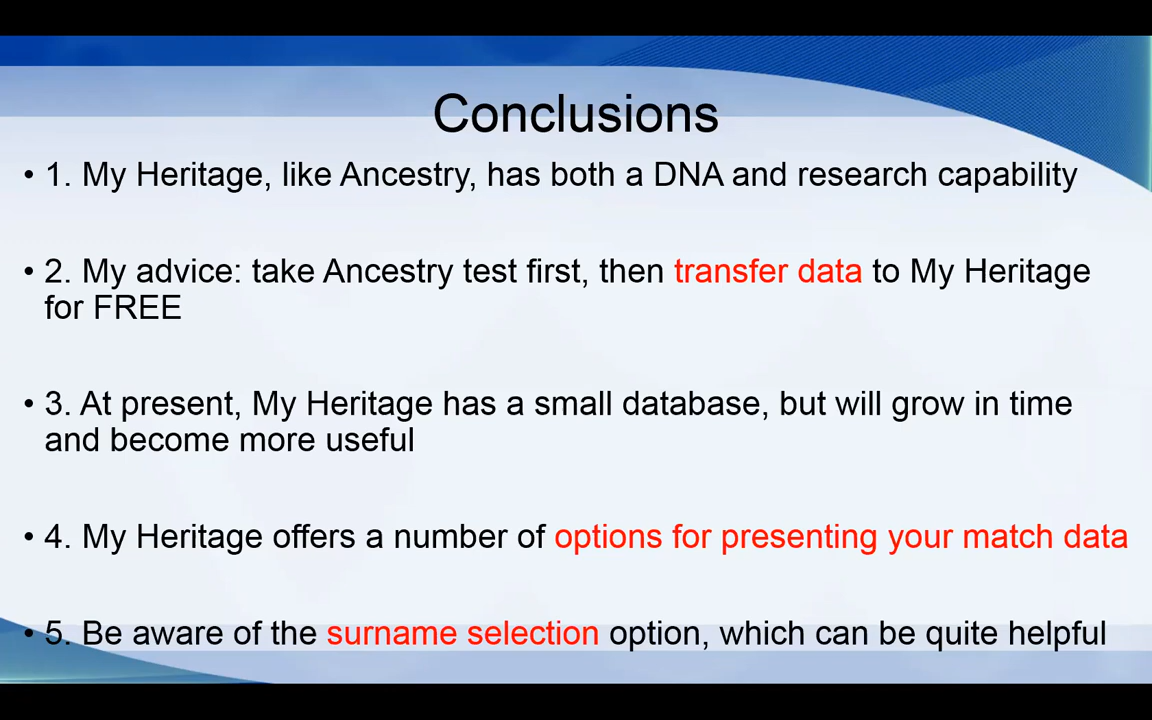 Conclusions
• 1. My Heritage, like Ancestry, has both a DNA and research capability
• 2. My advice: take Ancestry test first, then transfer data to My Heritage
for FREE
• 3. At present, My Heritage has a small database, but will grow in time
and become more useful
• 4. My Heritage offers a number of options for presenting your match data
• 5. Be aware of the surname selection option, which can be quite helpful